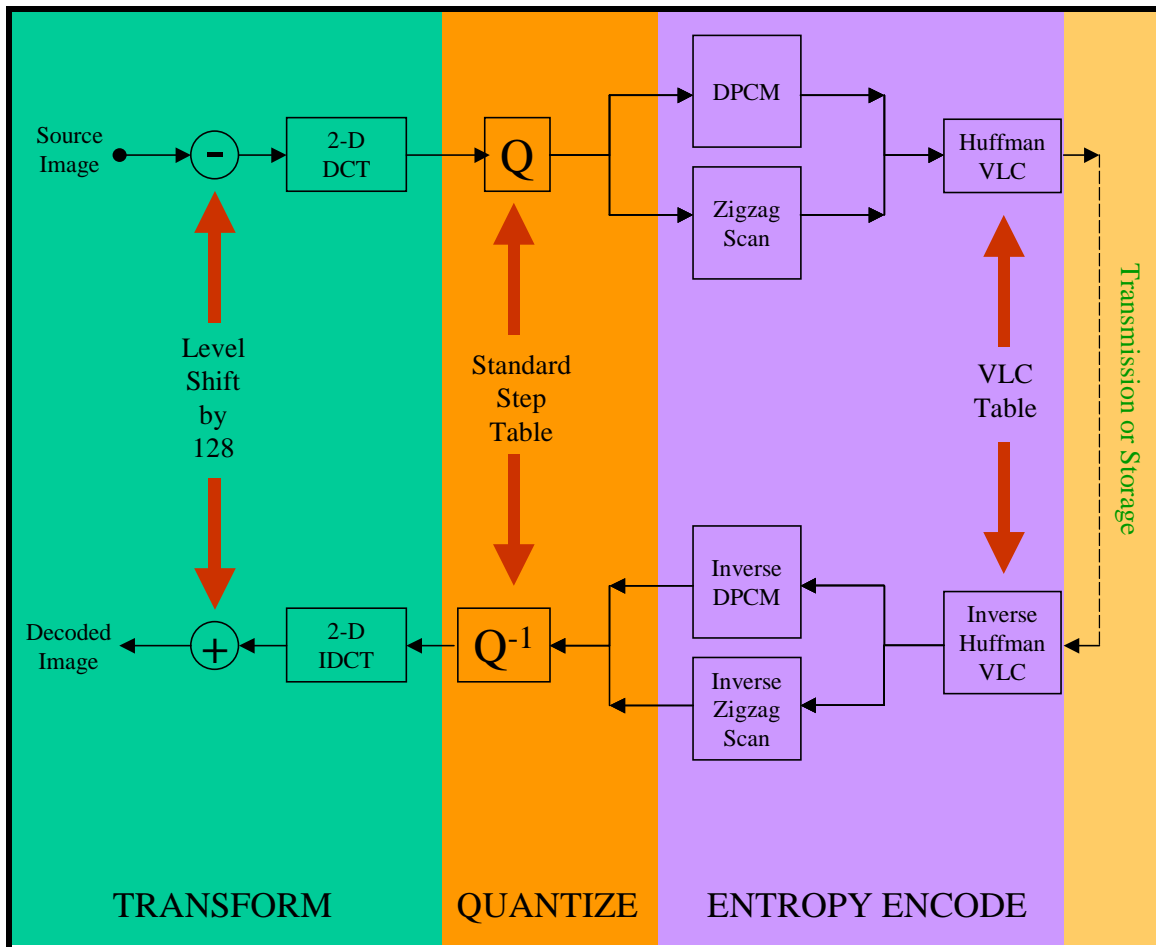 Source
Image
-
2-D
DCT
Q
DPCM
Zigzag
Scan
Huffman
VLC
Level
Shift
by
128
Standard
Step
Table
VLC
Table
Transmission or Storage
Decoded
Image
+
2-D
IDCT
Q-1
Inverse
DPCM
Inverse
Zigzag
Scan
Inverse
Huffman
VLC
TRANSFORM
QUANTIZE
ENTROPY ENCODE